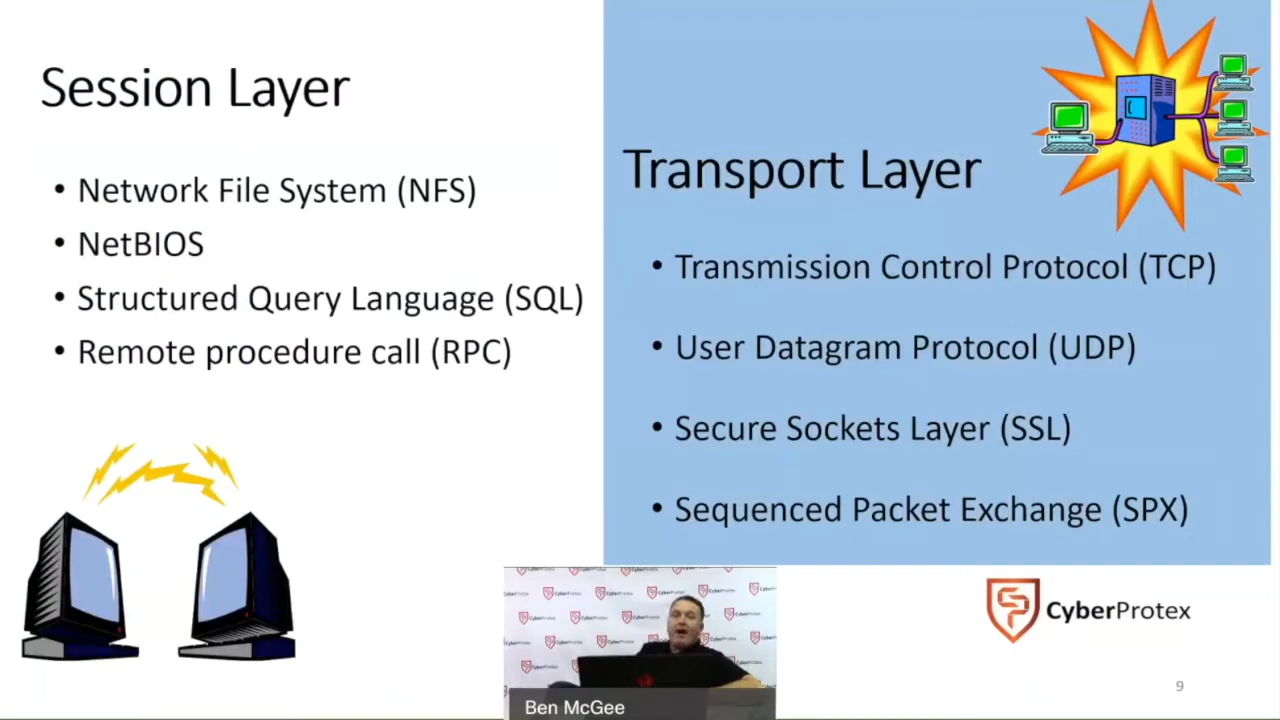 Session Layer
• Network File System (NFS)
• NetBIOS
• Structured Query Language (SQL)
• Remote procedure call (RPC)
Transport Layer
• Transmission Control Protocol (TCP)
• User Datagram Protocol (UDP)
• Secure Sockets Layer (SSL)
• Sequenced Packet Exchange (SPX)
CyberProtex
Ben McGee
9